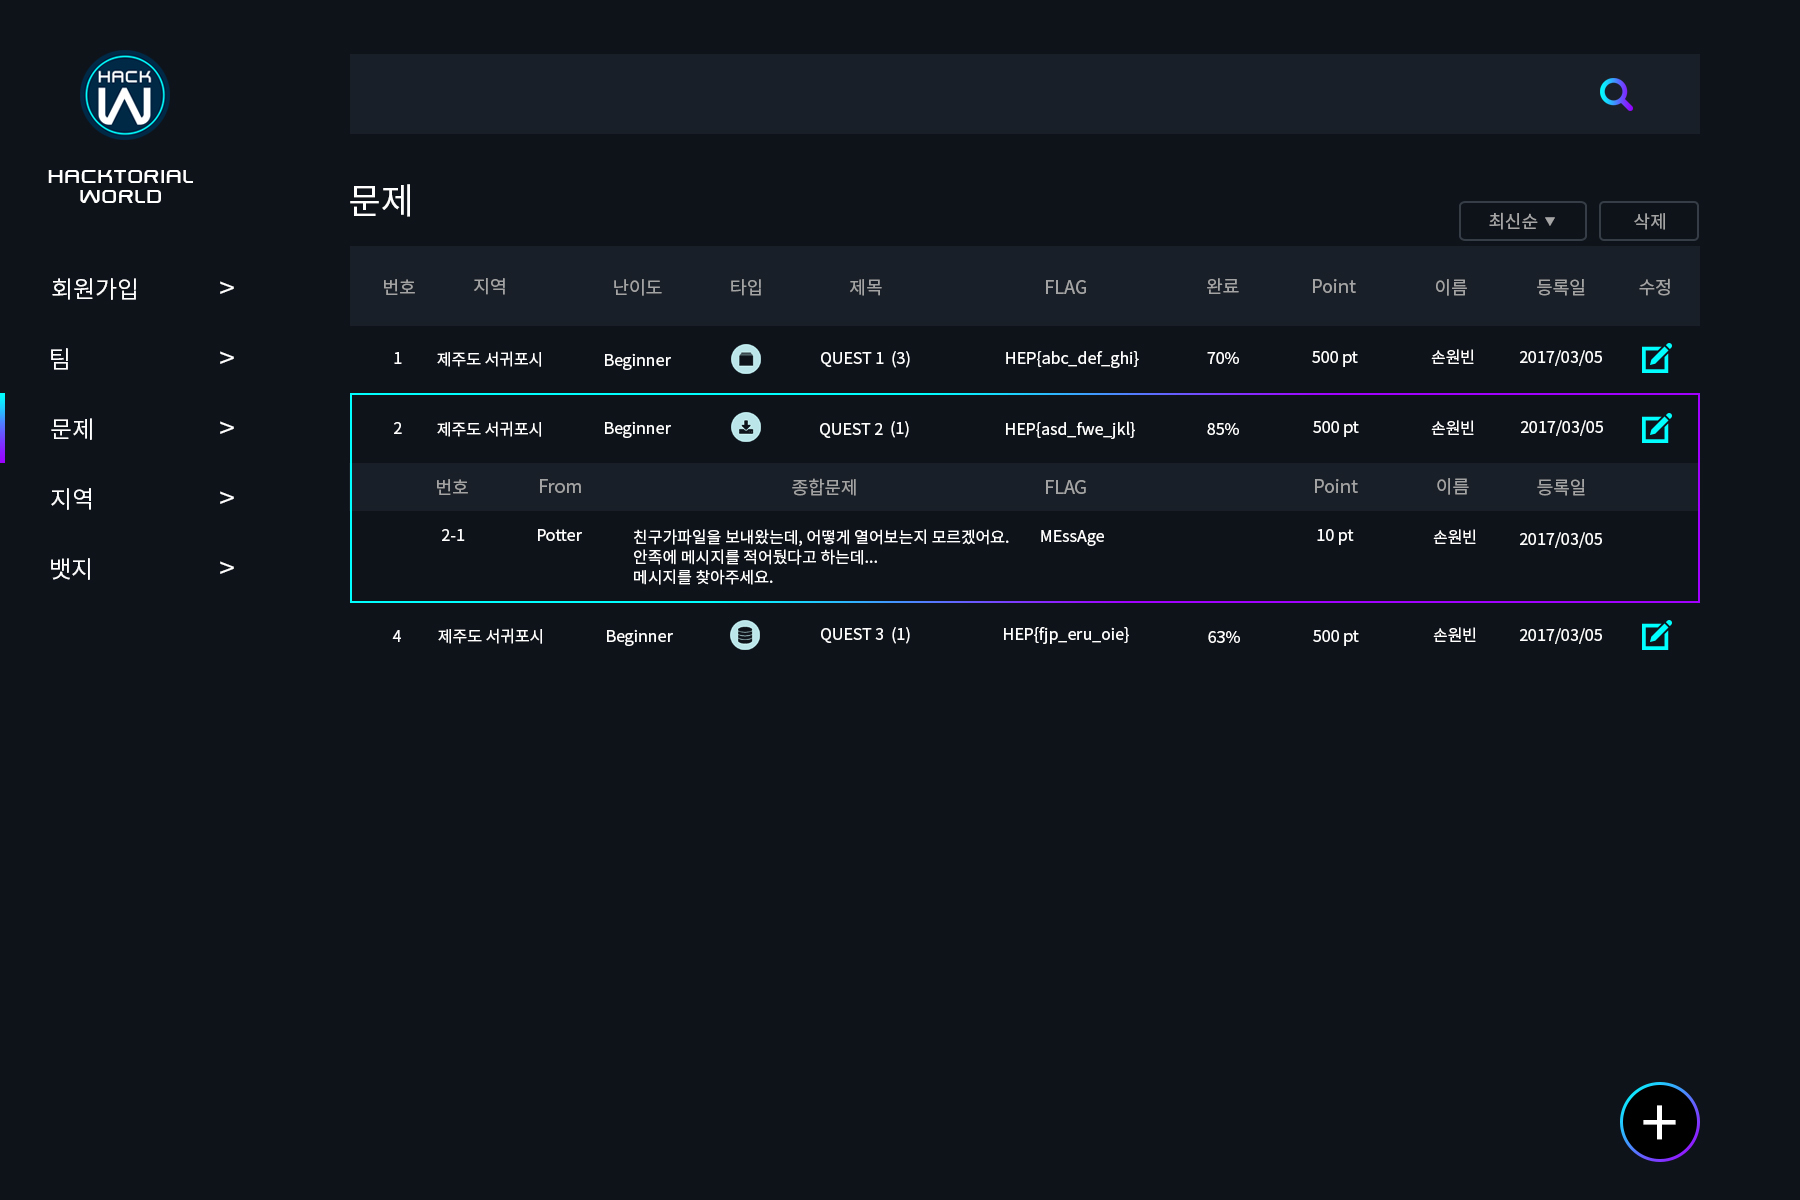 HACK
W
HACKTORIAL
WORLD
회원가입 >
팀 >
문제 >
지역 >
뱃지 >
문제
최신순 ▼ 삭제
번호 지역 난이도 타입 제목 FLAG 완료 Point 이름 등록일 수정
1 제주도 서귀포시 Beginner QUEST 1 (3) HEP{abc_def_ghi} 70% 500 pt 손원빈 2017/03/05
2 제주도 서귀포시 Beginner QUEST 2 (1) HEP{asd_fwe_jkl} 85% 500 pt 손원빈 2017/03/05
번호 From 종합문제 FLAG Point 이름 등록일
2-1 Potter 친구가파일을 보내왔는데, 어떻게 열어보는지 모르겠어요. MEssAge 10 pt 손원빈 2017/03/05
안족에 메시지를 적어뒀다고 하는데...
메시지를 찾아주세요.
4 제주도 서귀포시 Beginner QUEST 3 (1) HEP{fjp_eru_oie} 63% 500 pt 손원빈 2017/03/05
+